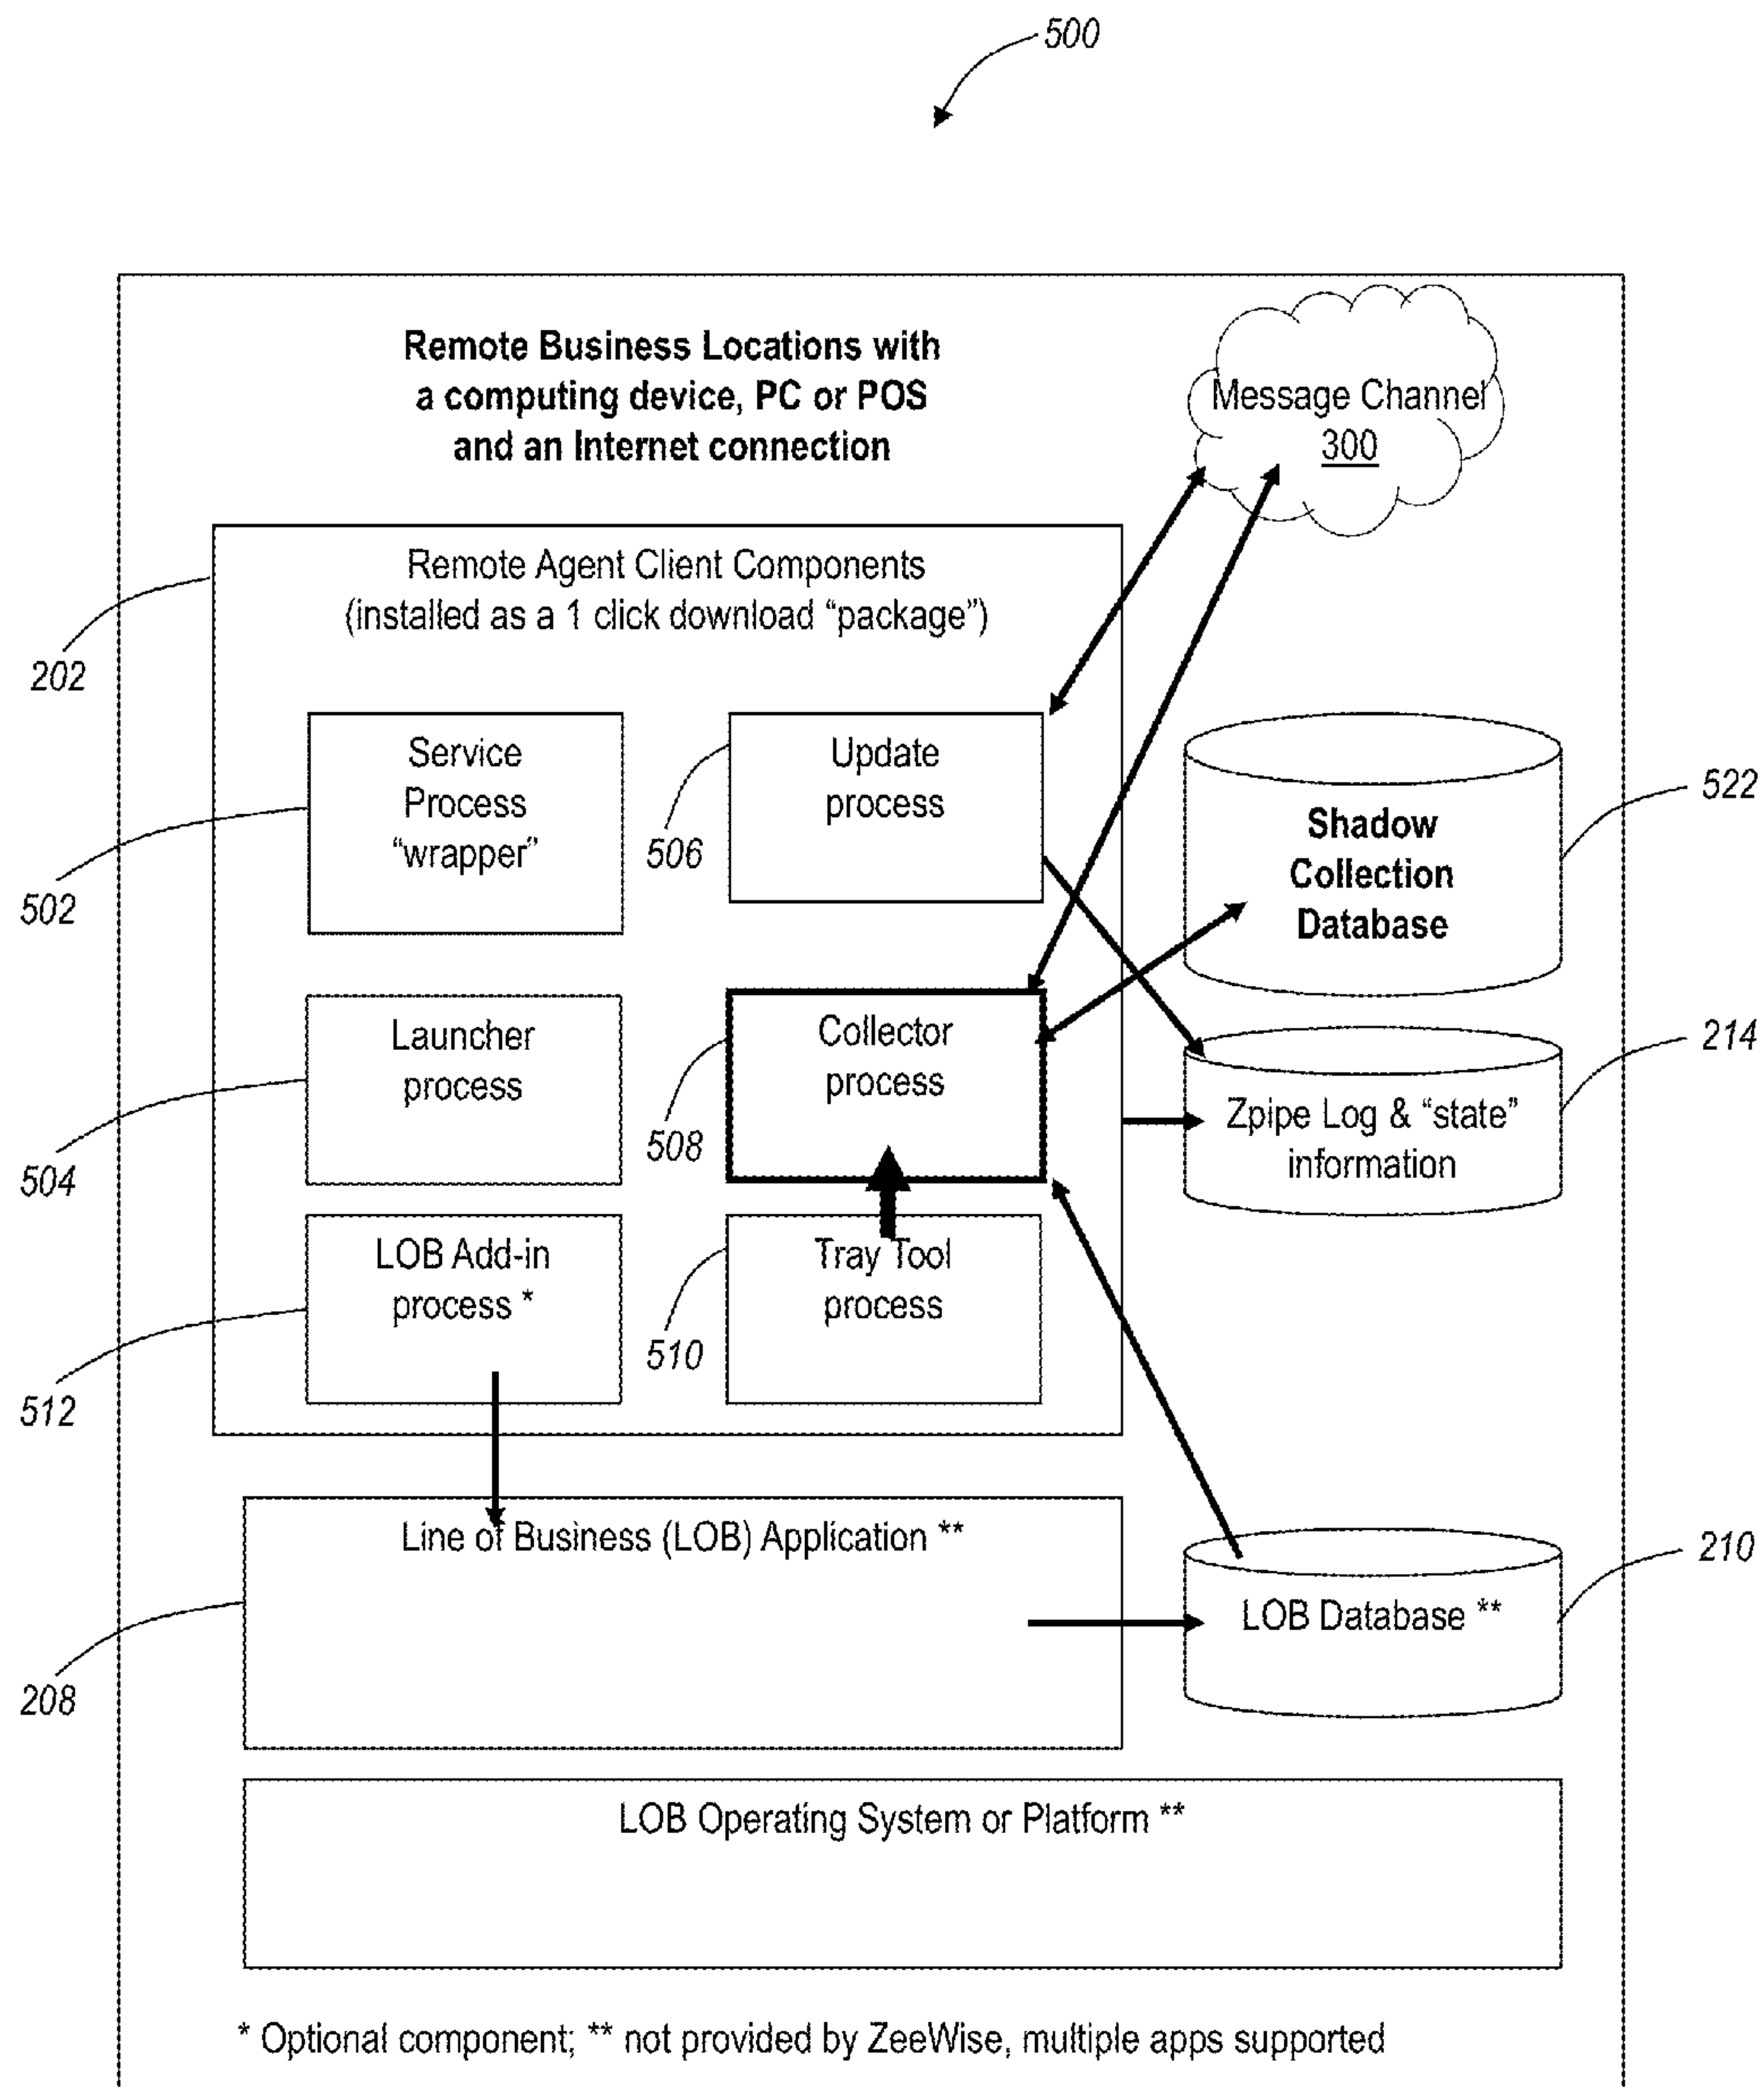 500
Remote Business Locations with
a computing device, PC or POS
and an Internet connection
Message Channel
300
Remote Agent Client Components
(installed as a 1 click download “package”)
202
Service
Process
“wrapper”
502
Update
process
506
Shadow
Collection
Database
522
Launcher
process
504
Collector
process
508
Zpipe Log & “state”
information
214
LOB Add-in
process *
512
Tray Tool
process
510
Line of Business (LOB) Application **
208
LOB Database **
210
LOB Operating System or Platform **
* Optional component; ** not provided by ZeeWise, multiple apps supported